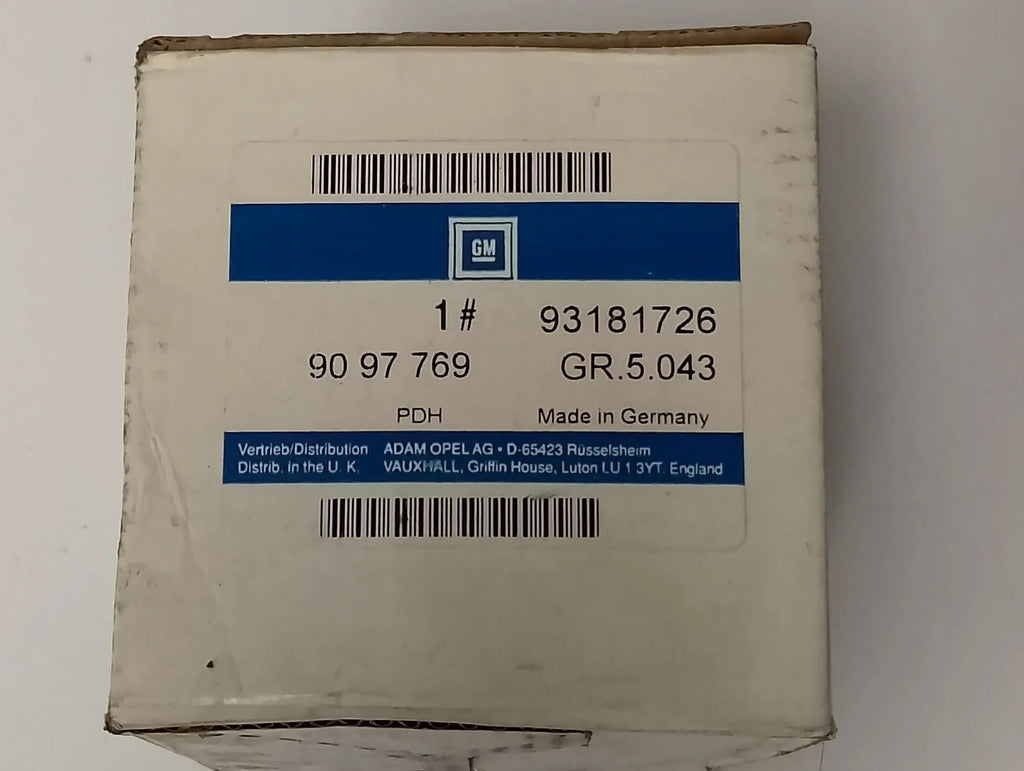 GM
1# 93181726
90 97 769 GR.5.043
PDH Made in Germany
Vertrieb/Distribution ADAM OPEL AG • D-65423 Rüsselsheim
Distrib. in the U. K. VAUXHALL, Griffin House, Luton LU 1 3YT. England